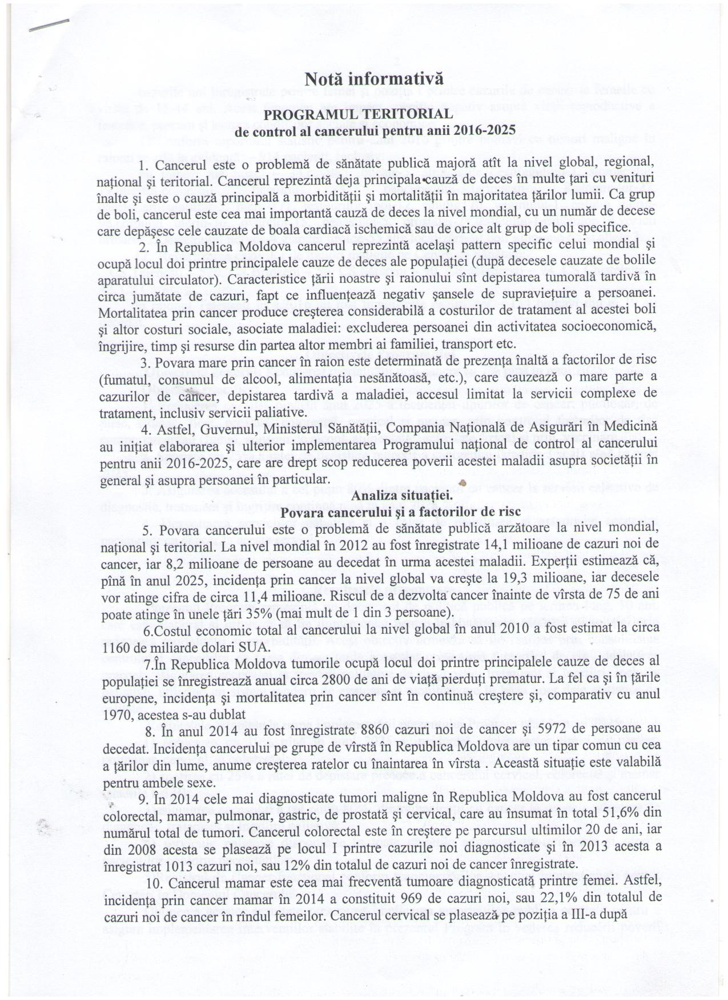 Notă informativă
PROGRAMUL TERITORIAL
de control al cancerului pentru anii 2016-2025
1. Cancerul este o problemă de sănătate publică majoră atît la nivel global, regional,
naţional şi teritorial. Cancerul reprezintă deja principala cauză de deces în multe ţari cu venituri
înalte şi este o cauză principală a morbidităţii şi mortalităţii în majoritatea ţărilor lumii. Ca grup
de boli, cancerul este cea mai importantă cauză de deces la nivel mondial, cu un număr de decese
care depăşesc cele cauzate de boala cardiacă ischemică sau de orice alt grup de boli specifice.
2. În Republica Moldova cancerul reprezintă acelaşi pattern specific celui mondial şi
ocupă locul doi printre principalele cauze de deces ale populaţiei (după decesele cauzate de bolile
aparatului circulator). Caracteristice ţării noastre şi raionului sînt depistarea tumorală tardivă în
circa jumătate de cazuri, fapt ce influenţează negativ şansele de supravieţuire a persoanei.
Mortalitatea prin cancer produce creşterea considerabilă a costurilor de tratament al acestei boli
şi altor costuri sociale, asociate maladiei: excluderea persoanei din activitatea socioeconomică,
îngrijire, timp şi resurse din partea altor membri ai familiei, transport etc.
3. Povara mare prin cancer în raion este determinată de prezenţa înaltă a factorilor de risc
(fumatul, consumul de alcool, alimentaţia nesănătoasă, etc.), care cauzează o mare parte a
cazurilor de cancer, depistarea tardivă a maladiei, accesul limitat la servicii complexe de
tratament, inclusiv servicii paliative.
4. Astfel, Guvernul, Ministerul Sănătăţii, Compania Naţională de Asigurări în Medicină
au iniţiat elaborarea şi ulterior implementarea Programului naţional de control al cancerului
pentru anii 2016-2025, care are drept scop reducerea poverii acestei maladii asupra societăţii în
general şi asupra persoanei în particular.
Analiza situaţiei.
Povara cancerului şi a factorilor de risc
5. Povara cancerului este o problemă de sănătate publică arzătoare la nivel mondial,
naţional şi teritorial. La nivel mondial în 2012 au fost înregistrate 14,1 milioane de cazuri noi de
cancer, iar 8,2 milioane de persoane au decedat în urma acestei maladii. Experţii estimează că,
pînă în anul 2025, incidenţa prin cancer la nivel global va creşte la 19,3 milioane, iar decesele
vor atinge cifra de circa 11,4 milioane. Riscul de a dezvolta cancer înainte de vîrsta de 75 de ani
poate atinge în unele ţări 35% (mai mult de 1 din 3 persoane).
6.Costul economic total al cancerului la nivel global în anul 2010 a fost estimat la circa
1160 de miliarde dolari SUA.
7.În Republica Moldova tumorile ocupă locul doi printre principalele cauze de deces al
populaţiei se înregistrează anual circa 2800 de ani de viaţă pierduţi prematur. La fel ca şi în ţările
europene, incidenţa şi mortalitatea prin cancer sînt în continuă creştere şi, comparativ cu anul
1970, acestea s-au dublat
8. În anul 2014 au fost înregistrate 8860 cazuri noi de cancer şi 5972 de persoane au
decedat. Incidenţa cancerului pe grupe de vîrstă în Republica Moldova are un tipar comun cu cea
a ţărilor din lume, anume creşterea ratelor cu înaintarea în vîrsta . Această situaţie este valabilă
pentru ambele sexe.
9. În 2014 cele mai diagnosticate tumori maligne în Republica Moldova au fost cancerul
colorectal, mamar, pulmonar, gastric, de prostată şi cervical, care au însumat în total 51,6% din
numărul total de tumori. Cancerul colorectal este în creştere pe parcursul ultimilor 20 de ani, iar
din 2008 acesta se plasează pe locul I printre cazurile noi diagnosticate şi în 2013 acesta a
înregistrat 1013 cazuri noi, sau 12% din totalul de cazuri noi de cancer înregistrate.
10. Cancerul mamar este cea mai frecventă tumoare diagnosticată printre femei. Astfel,
incidenţa prin cancer mamar în 2014 a constituit 969 de cazuri noi, sau 22,1% din totalul de
cazuri noi de cancer în rîndul femeilor. Cancerul cervical se plasează pe poziţia a III-a după